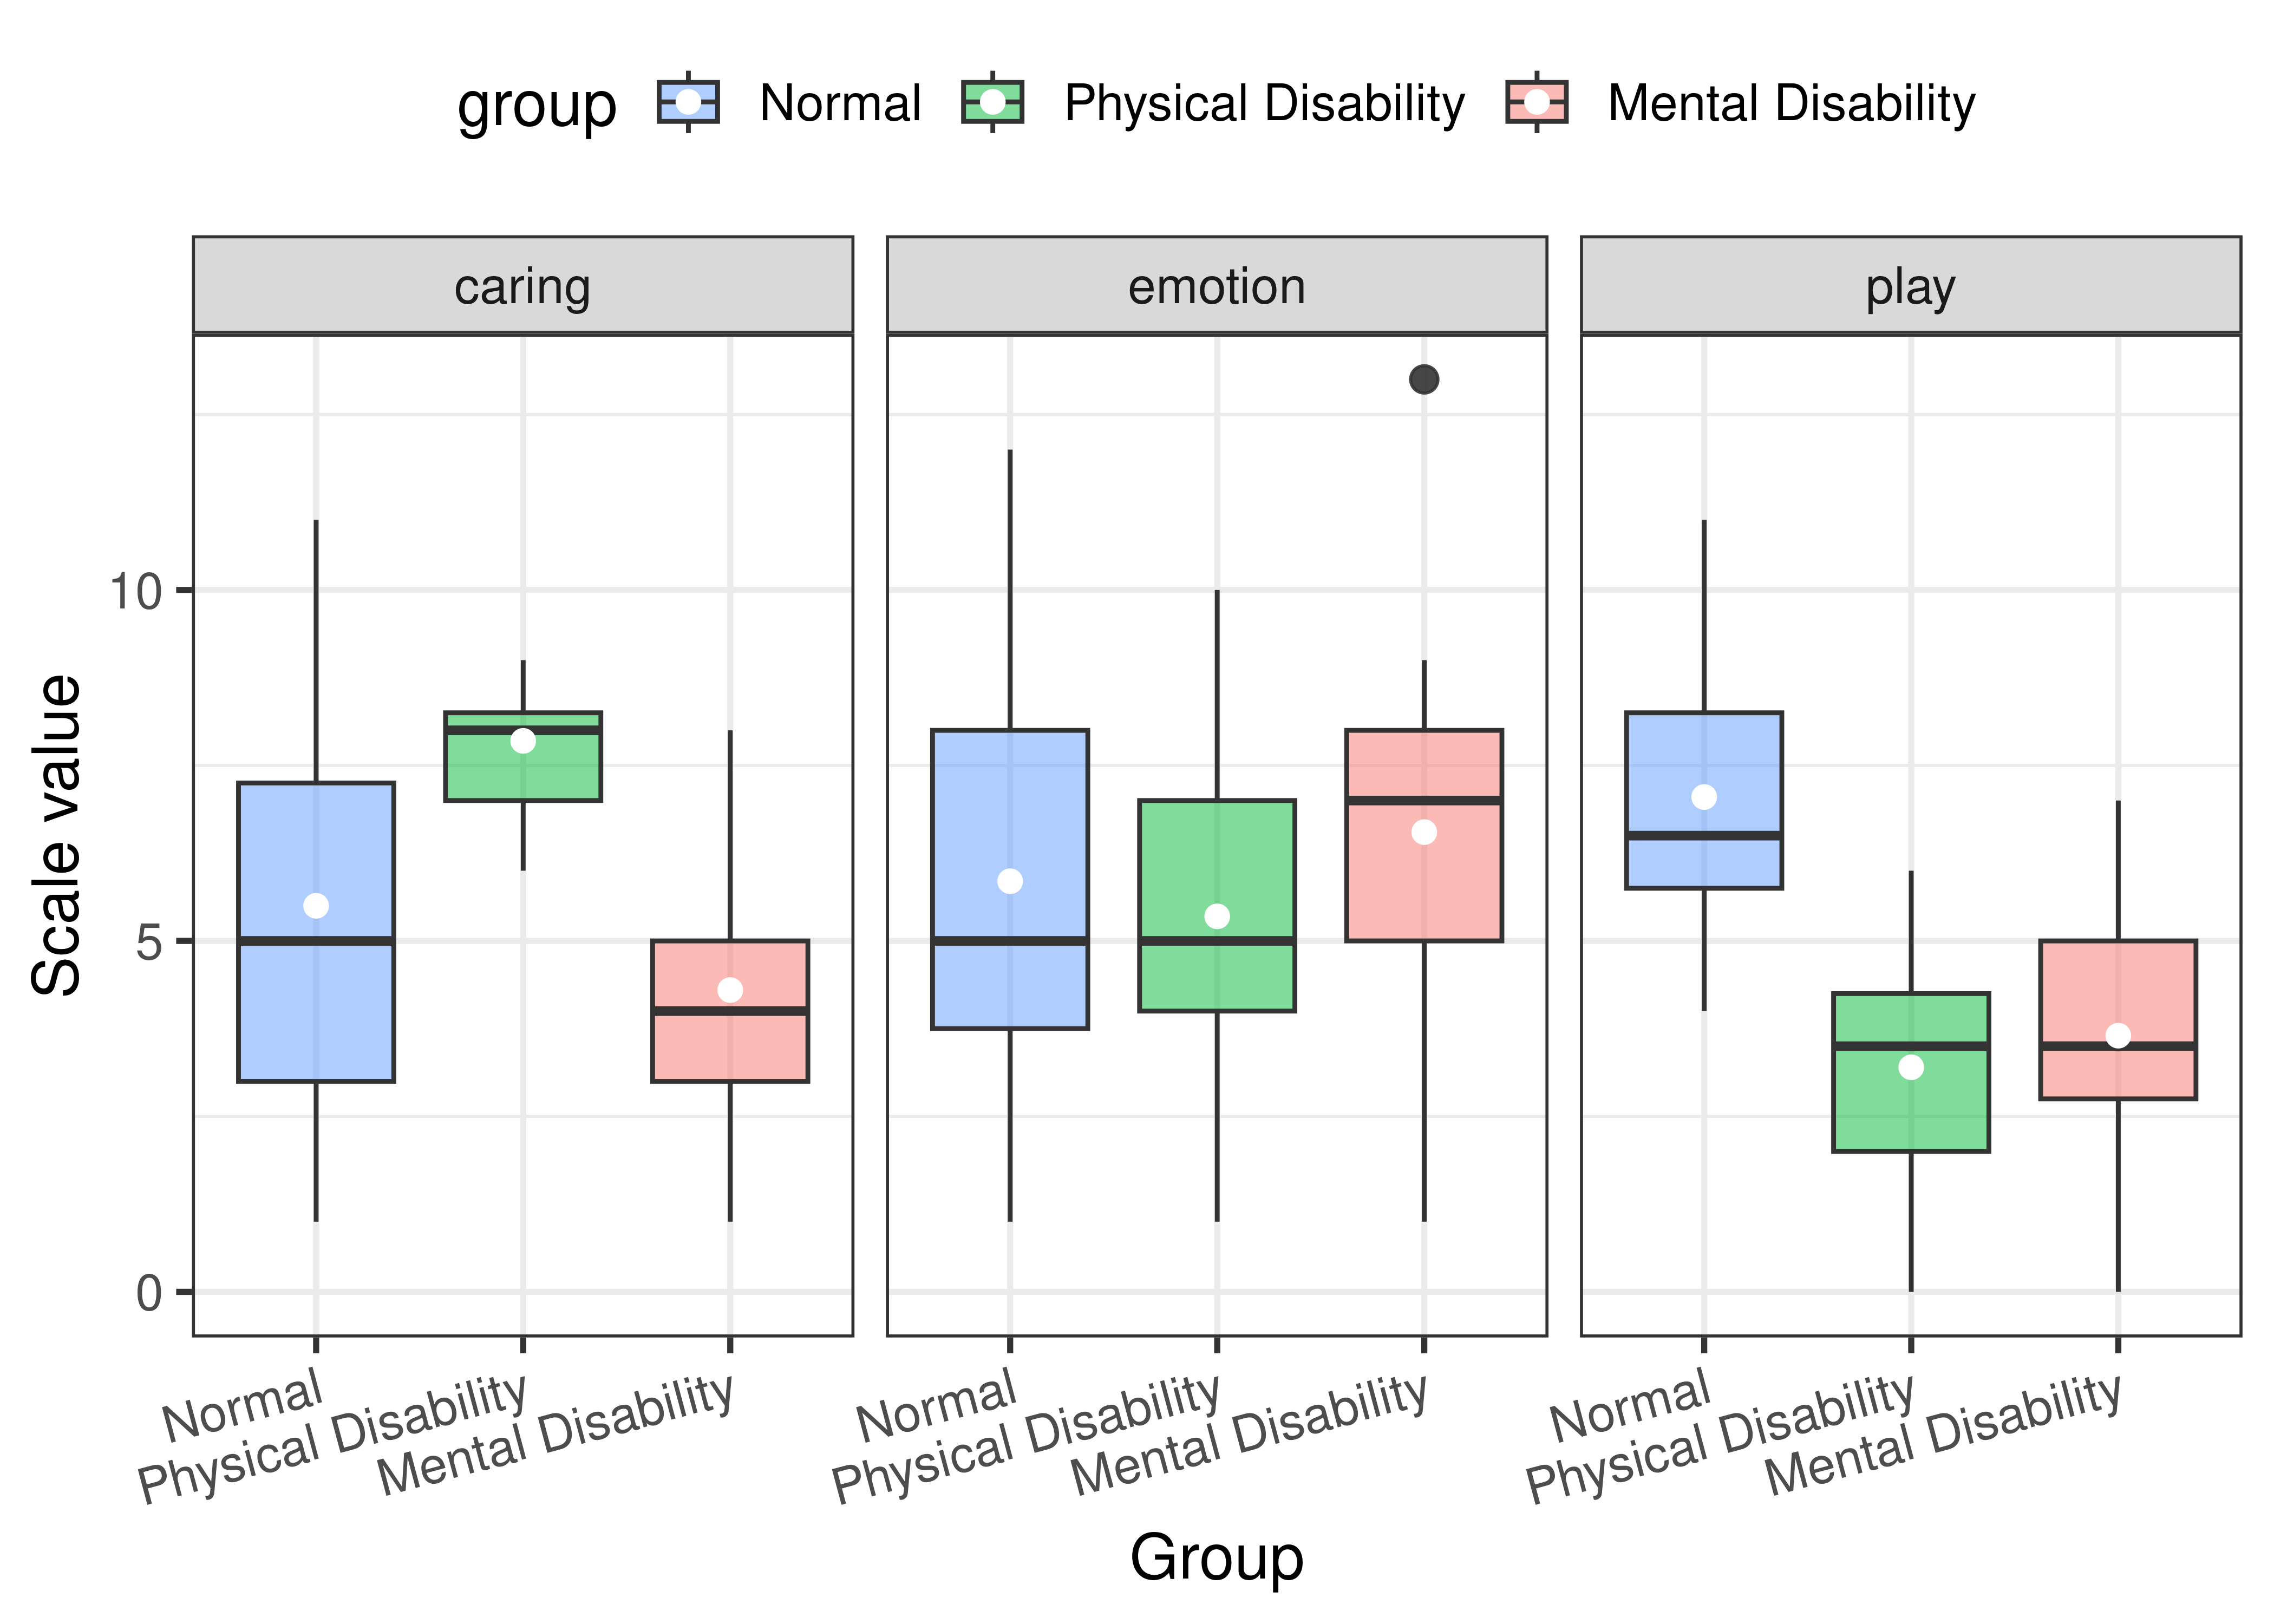 group Normal Physical Disability Mental Disability
caring emotion play
Scale value
10
5
0
Normal Physical Disability Mental Disability
Normal Physical Disability Mental Disability
Normal Physical Disability Mental Disability
Group